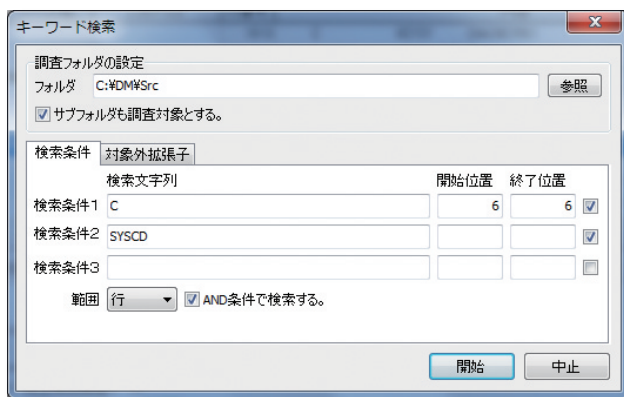 キーワード検索
調査フォルダの設定
フォルダ C:¥DM¥Src 参照
サブフォルダも調査対象とする。
検索条件 対象外拡張子
検索文字列 開始位置 終了位置
検索条件1 C 6 6
検索条件2 SYSCD
検索条件3
範囲 行 AND条件で検索する。
開始 中止